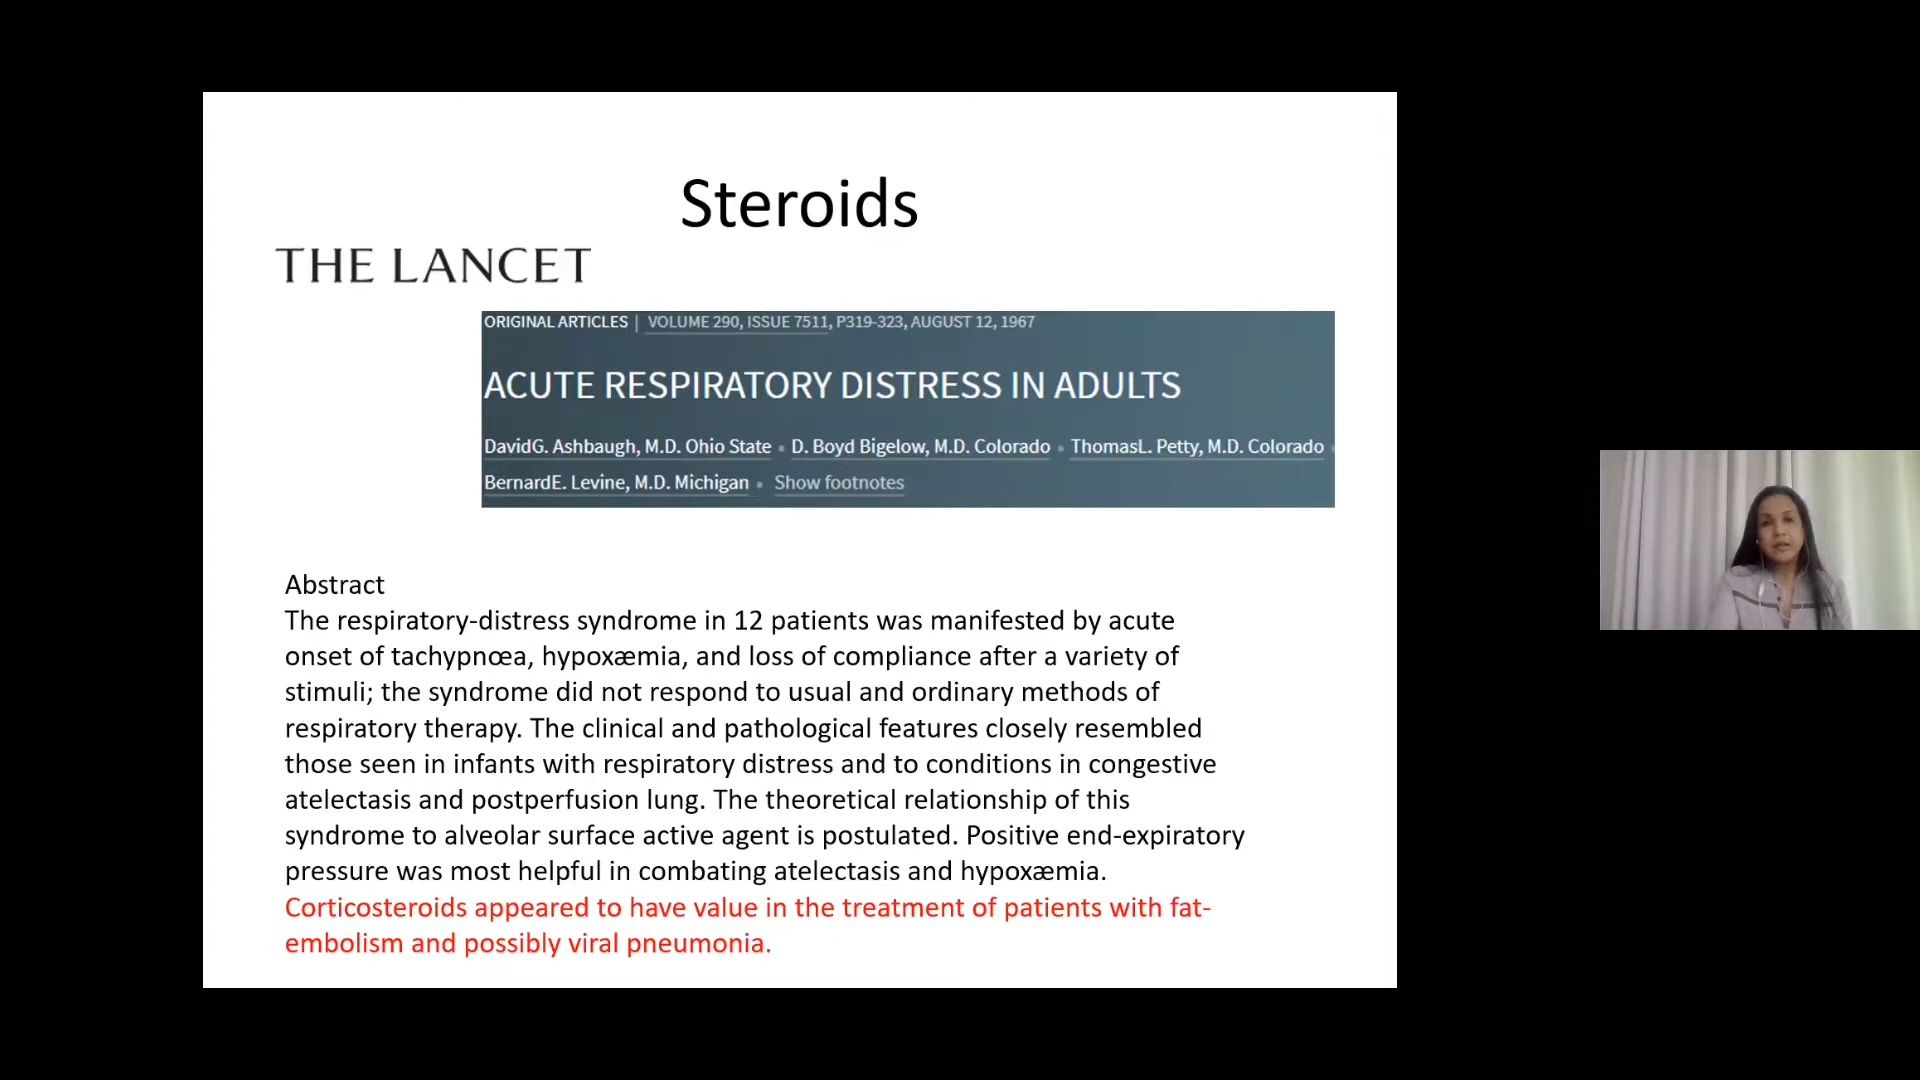 Steroids
THE LANCET
ORIGINAL ARTICLES | VOLUME 290, ISSUE 7511, P319-323, AUGUST 12, 1967
ACUTE RESPIRATORY DISTRESS IN ADULTS
DavidG. Ashbaugh, M.D. Ohio State • D. Boyd Bigelow, M.D. Colorado • ThomasL. Petty, M.D. Colorado •
BernardE. Levine, M.D. Michigan • Show footnotes
Abstract
The respiratory-distress syndrome in 12 patients was manifested by acute
onset of tachypnœa, hypoxæmia, and loss of compliance after a variety of
stimuli; the syndrome did not respond to usual and ordinary methods of
respiratory therapy. The clinical and pathological features closely resembled
those seen in infants with respiratory distress and to conditions in congestive
atelectasis and postperfusion lung. The theoretical relationship of this
syndrome to alveolar surface active agent is postulated. Positive end-expiratory
pressure was most helpful in combating atelectasis and hypoxæmia.
Corticosteroids appeared to have value in the treatment of patients with fat-
embolism and possibly viral pneumonia.